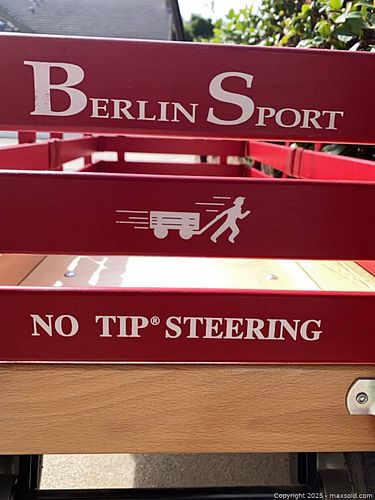 BERLIN SPORT
NO TIP® STEERING
Copyright 2025 - maxsold.com